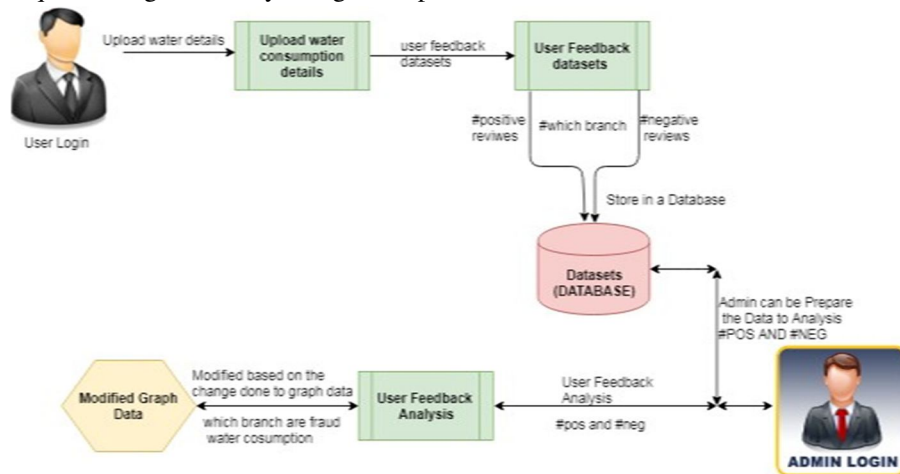 Upload water details
Upload water
consumption
details
user feedback
datasets
User Feedback
datasets
User Login
#positive
reviwes
#which branch
#negative
reviews
Store in a Database
Datasets
(DATABASE)
Admin can be Prepare
the Data to Analysis
#POS AND #NEG
Modified Graph
Data
Modified based on the
change done to graph data
which branch are fraud
water cosumption
User Feedback
Analysis
User Feedback
Analysis
#pos and #neg
ADMIN LOGIN